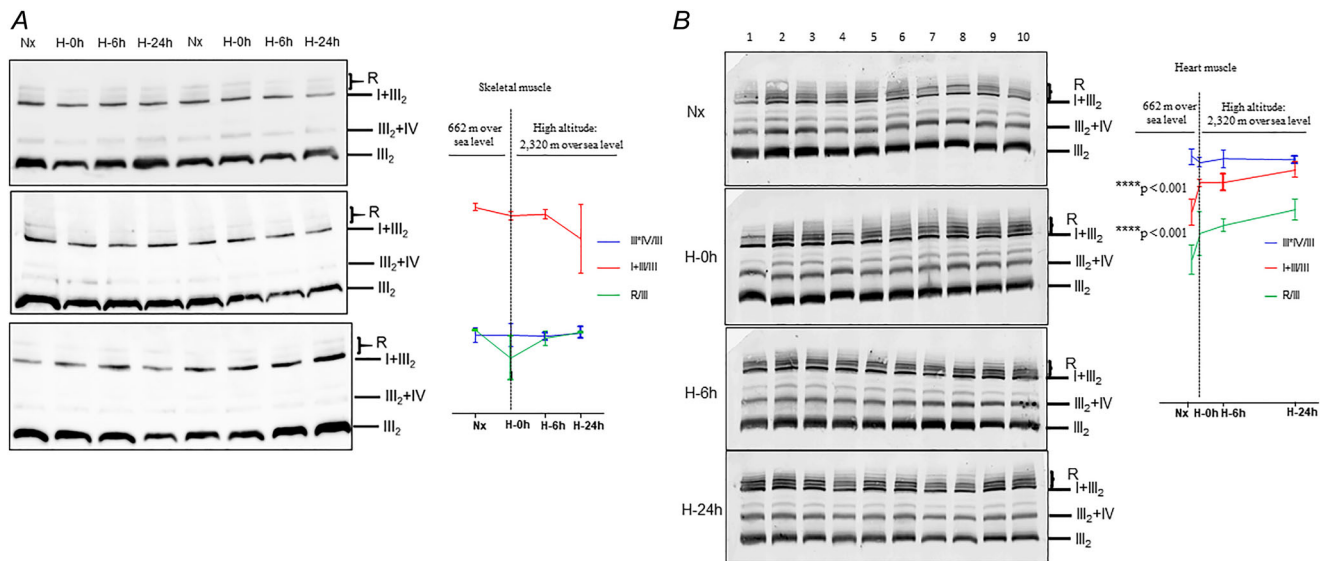 A
Nx H-0h H-6h H-24h Nx H-0h H-6h H-24h
R
I+III₂
III₂+IV
III₂
R
I+III₂
III₂+IV
III₂
R
I+III₂
III₂+IV
III₂
Skeletal muscle
662 m over
sea level
High altitude:
2,320 m over sea level
III*IV/III
I+III/III
R/III
Nx H-0h H-6h H-24h
B
1 2 3 4 5 6 7 8 9 10
Nx
R
I+III₂
III₂+IV
III₂
H-0h
R
I+III₂
III₂+IV
III₂
H-6h
R
I+III₂
III₂+IV
III₂
H-24h
R
I+III₂
III₂+IV
III₂
Heart muscle
662 m over
sea level
High altitude:
2,320 m over sea level
****p<0.001
****p<0.001
III*IV/III
I+III/III
R/III
Nx H-0h H-6h H-24h